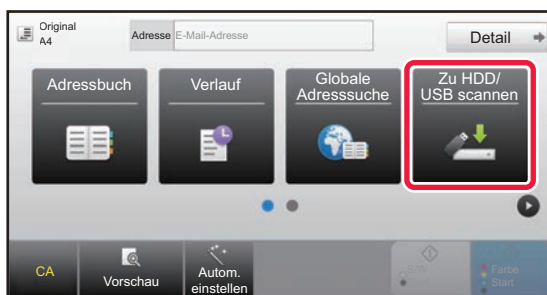 Original
A4
Adresse E-Mail-Adresse
Detail
Adressbuch
Verlauf
Globale
Adresssuche
Zu HDD/
USB scannen
CA
Vorschau
Autom.
einstellen
Farbe
Start